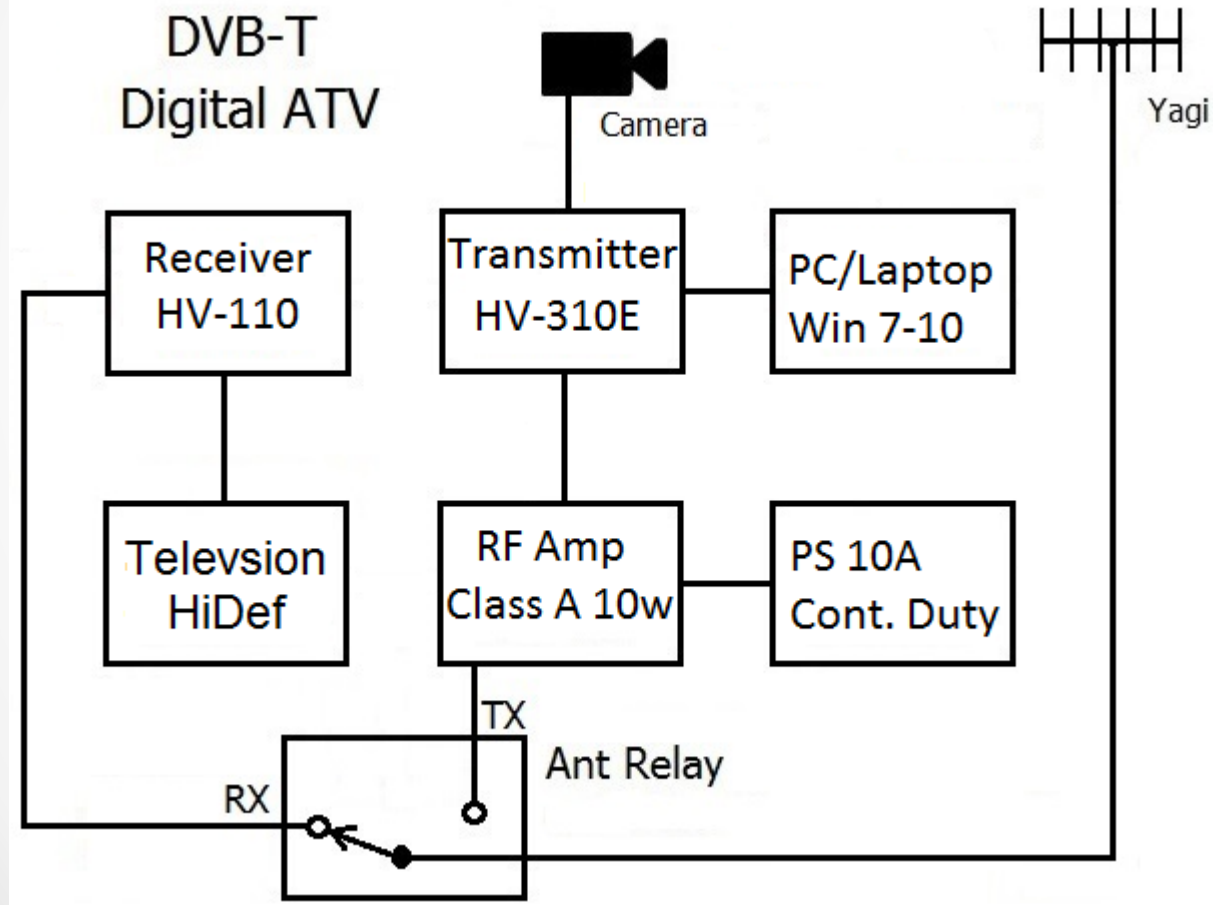 DVB-T
Digital ATV
Camera
Yagi
Receiver
HV-110
Transmitter
HV-310E
PC/Laptop
Win 7-10
Televsion
HiDef
RF Amp
Class A 10w
PS 10A
Cont. Duty
TX
Ant Relay
RX